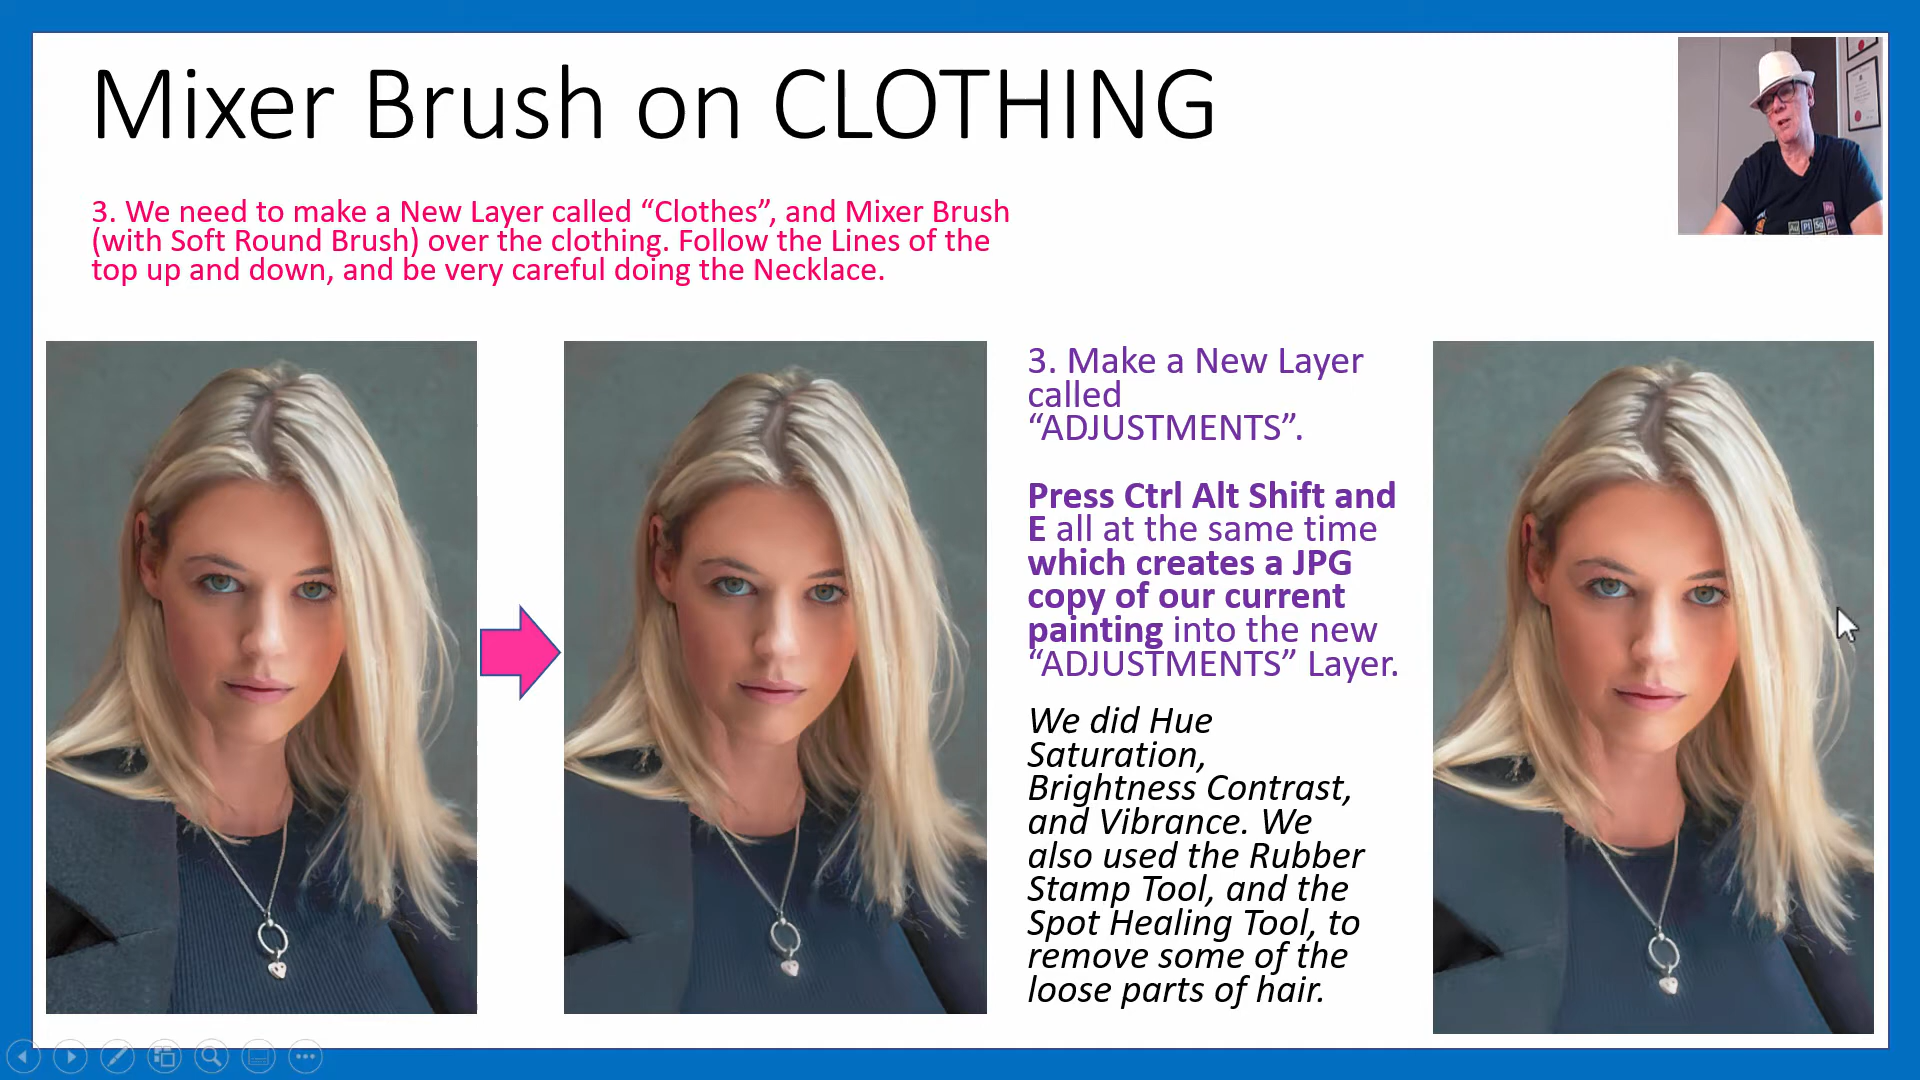 Mixer Brush on CLOTHING
3. We need to make a New Layer called “Clothes”, and Mixer Brush
(with Soft Round Brush) over the clothing. Follow the Lines of the
top up and down, and be very careful doing the Necklace.
3. Make a New Layer
called
“ADJUSTMENTS”.
Press Ctrl Alt Shift and
E all at the same time
which creates a JPG
copy of our current
painting into the new
“ADJUSTMENTS” Layer.
We did Hue
Saturation,
Brightness Contrast,
and Vibrance. We
also used the Rubber
Stamp Tool, and the
Spot Healing Tool, to
remove some of the
loose parts of hair.